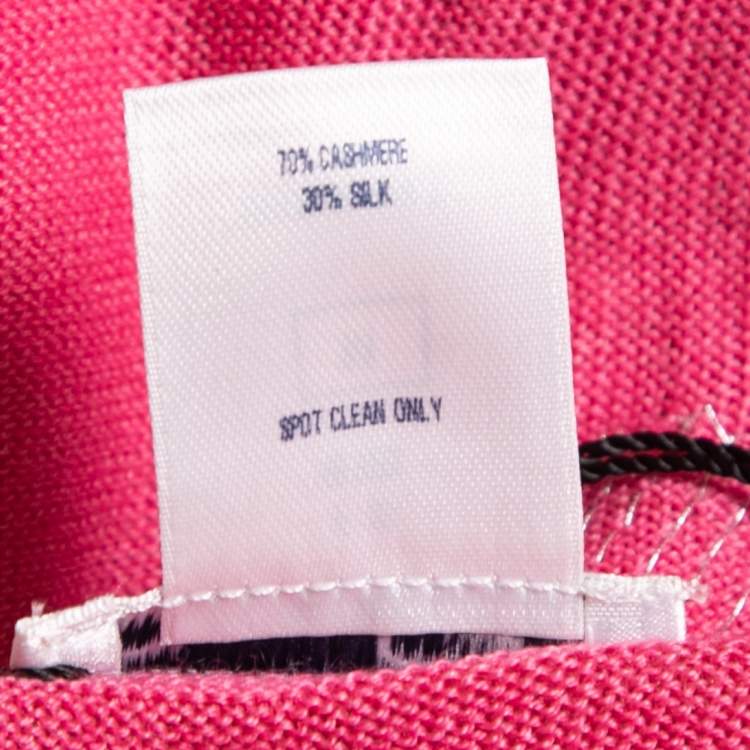 70% CASHMERE
30% SILK
SPOT CLEAN ONLY